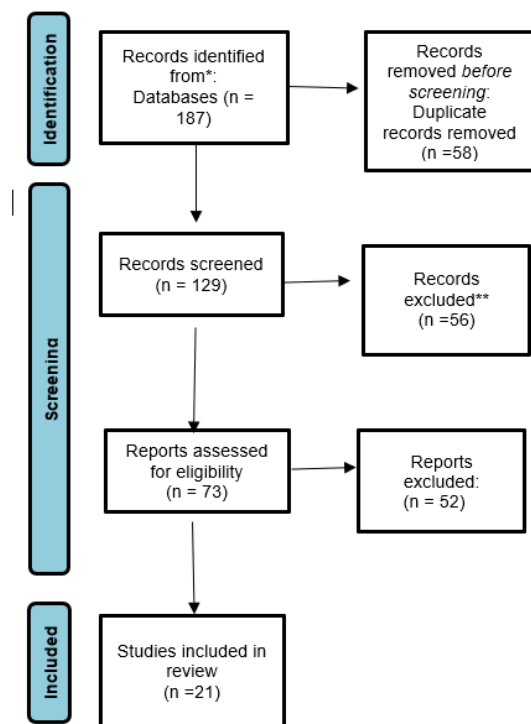 Identification
Records identified
from*:
Databases (n =
187)
Records
removed before
screening:
Duplicate
records removed
(n =58)
Screening
Records screened
(n = 129)
Records
excluded**
(n =56)
Reports assessed
for eligibility
(n = 73)
Reports
excluded:
(n = 52)
Included
Studies included in
review
(n =21)